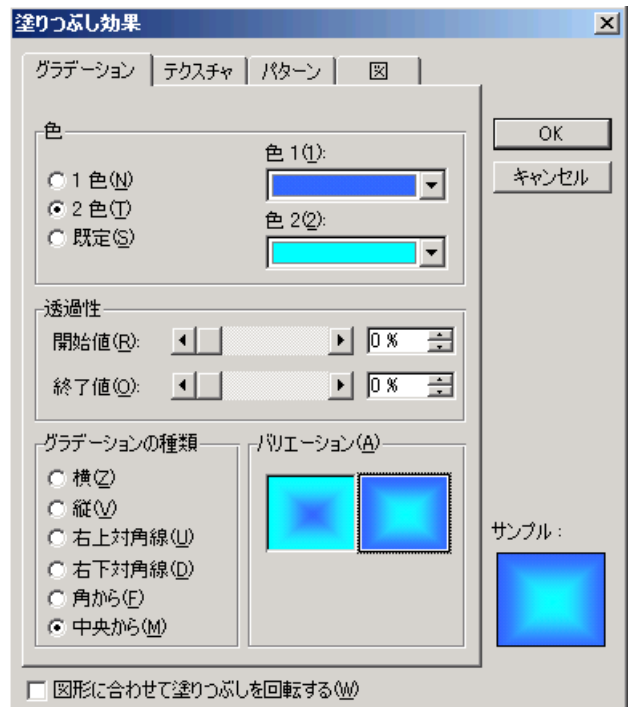 塗りつぶし効果
グラデーション テクスチャ パターン 図
色
1 色(N)
2 色(T)
既定(S)
色 1(1):
色 2(2):
OK
キャンセル
透過性
開始値(R): 0 %
終了値(O): 0 %
グラデーションの種類
横(Z)
縦(V)
右上対角線(U)
右下対角線(D)
角から(F)
中央から(M)
バリエーション(A)
サンプル:
図形に合わせて塗りつぶしを回転する(W)